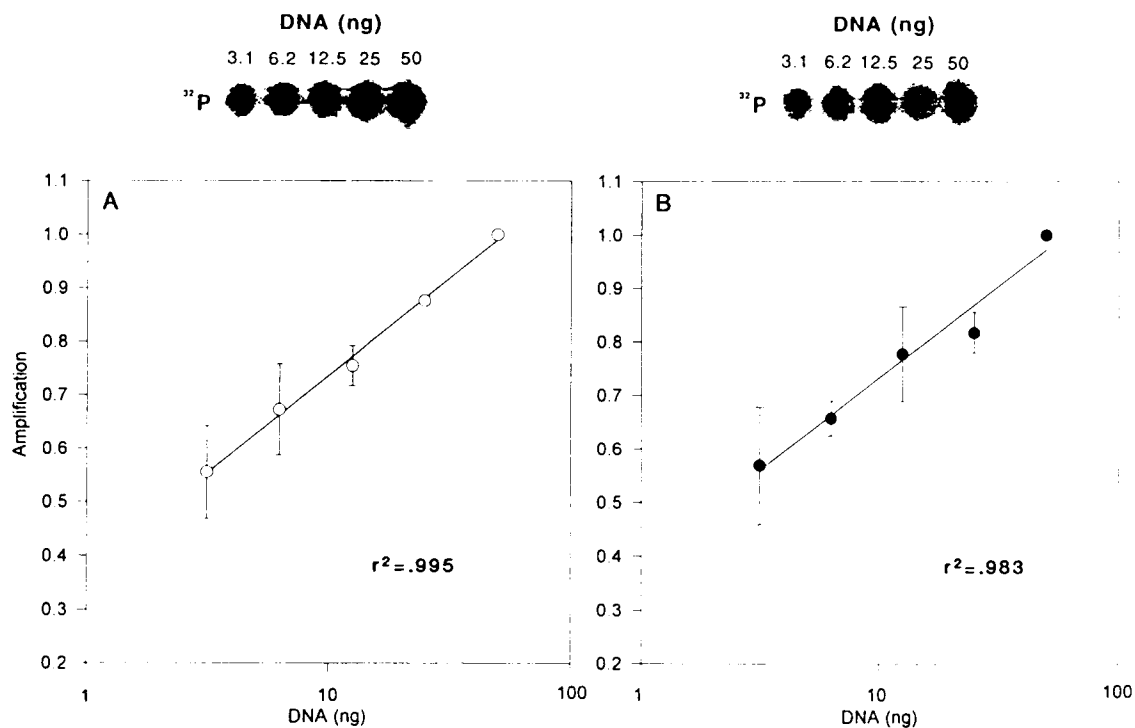 DNA (ng)
3.1 6.2 12.5 25 50
³²P
DNA (ng)
3.1 6.2 12.5 25 50
³²P
A
1.1
1.0
0.9
0.8
0.7
0.6
0.5
0.4
0.3
0.2
Amplification
r²=.995
1 10 100
DNA (ng)
B
1.1
1.0
0.9
0.8
0.7
0.6
0.5
0.4
0.3
0.2
r²=.983
1 10 100
DNA (ng)